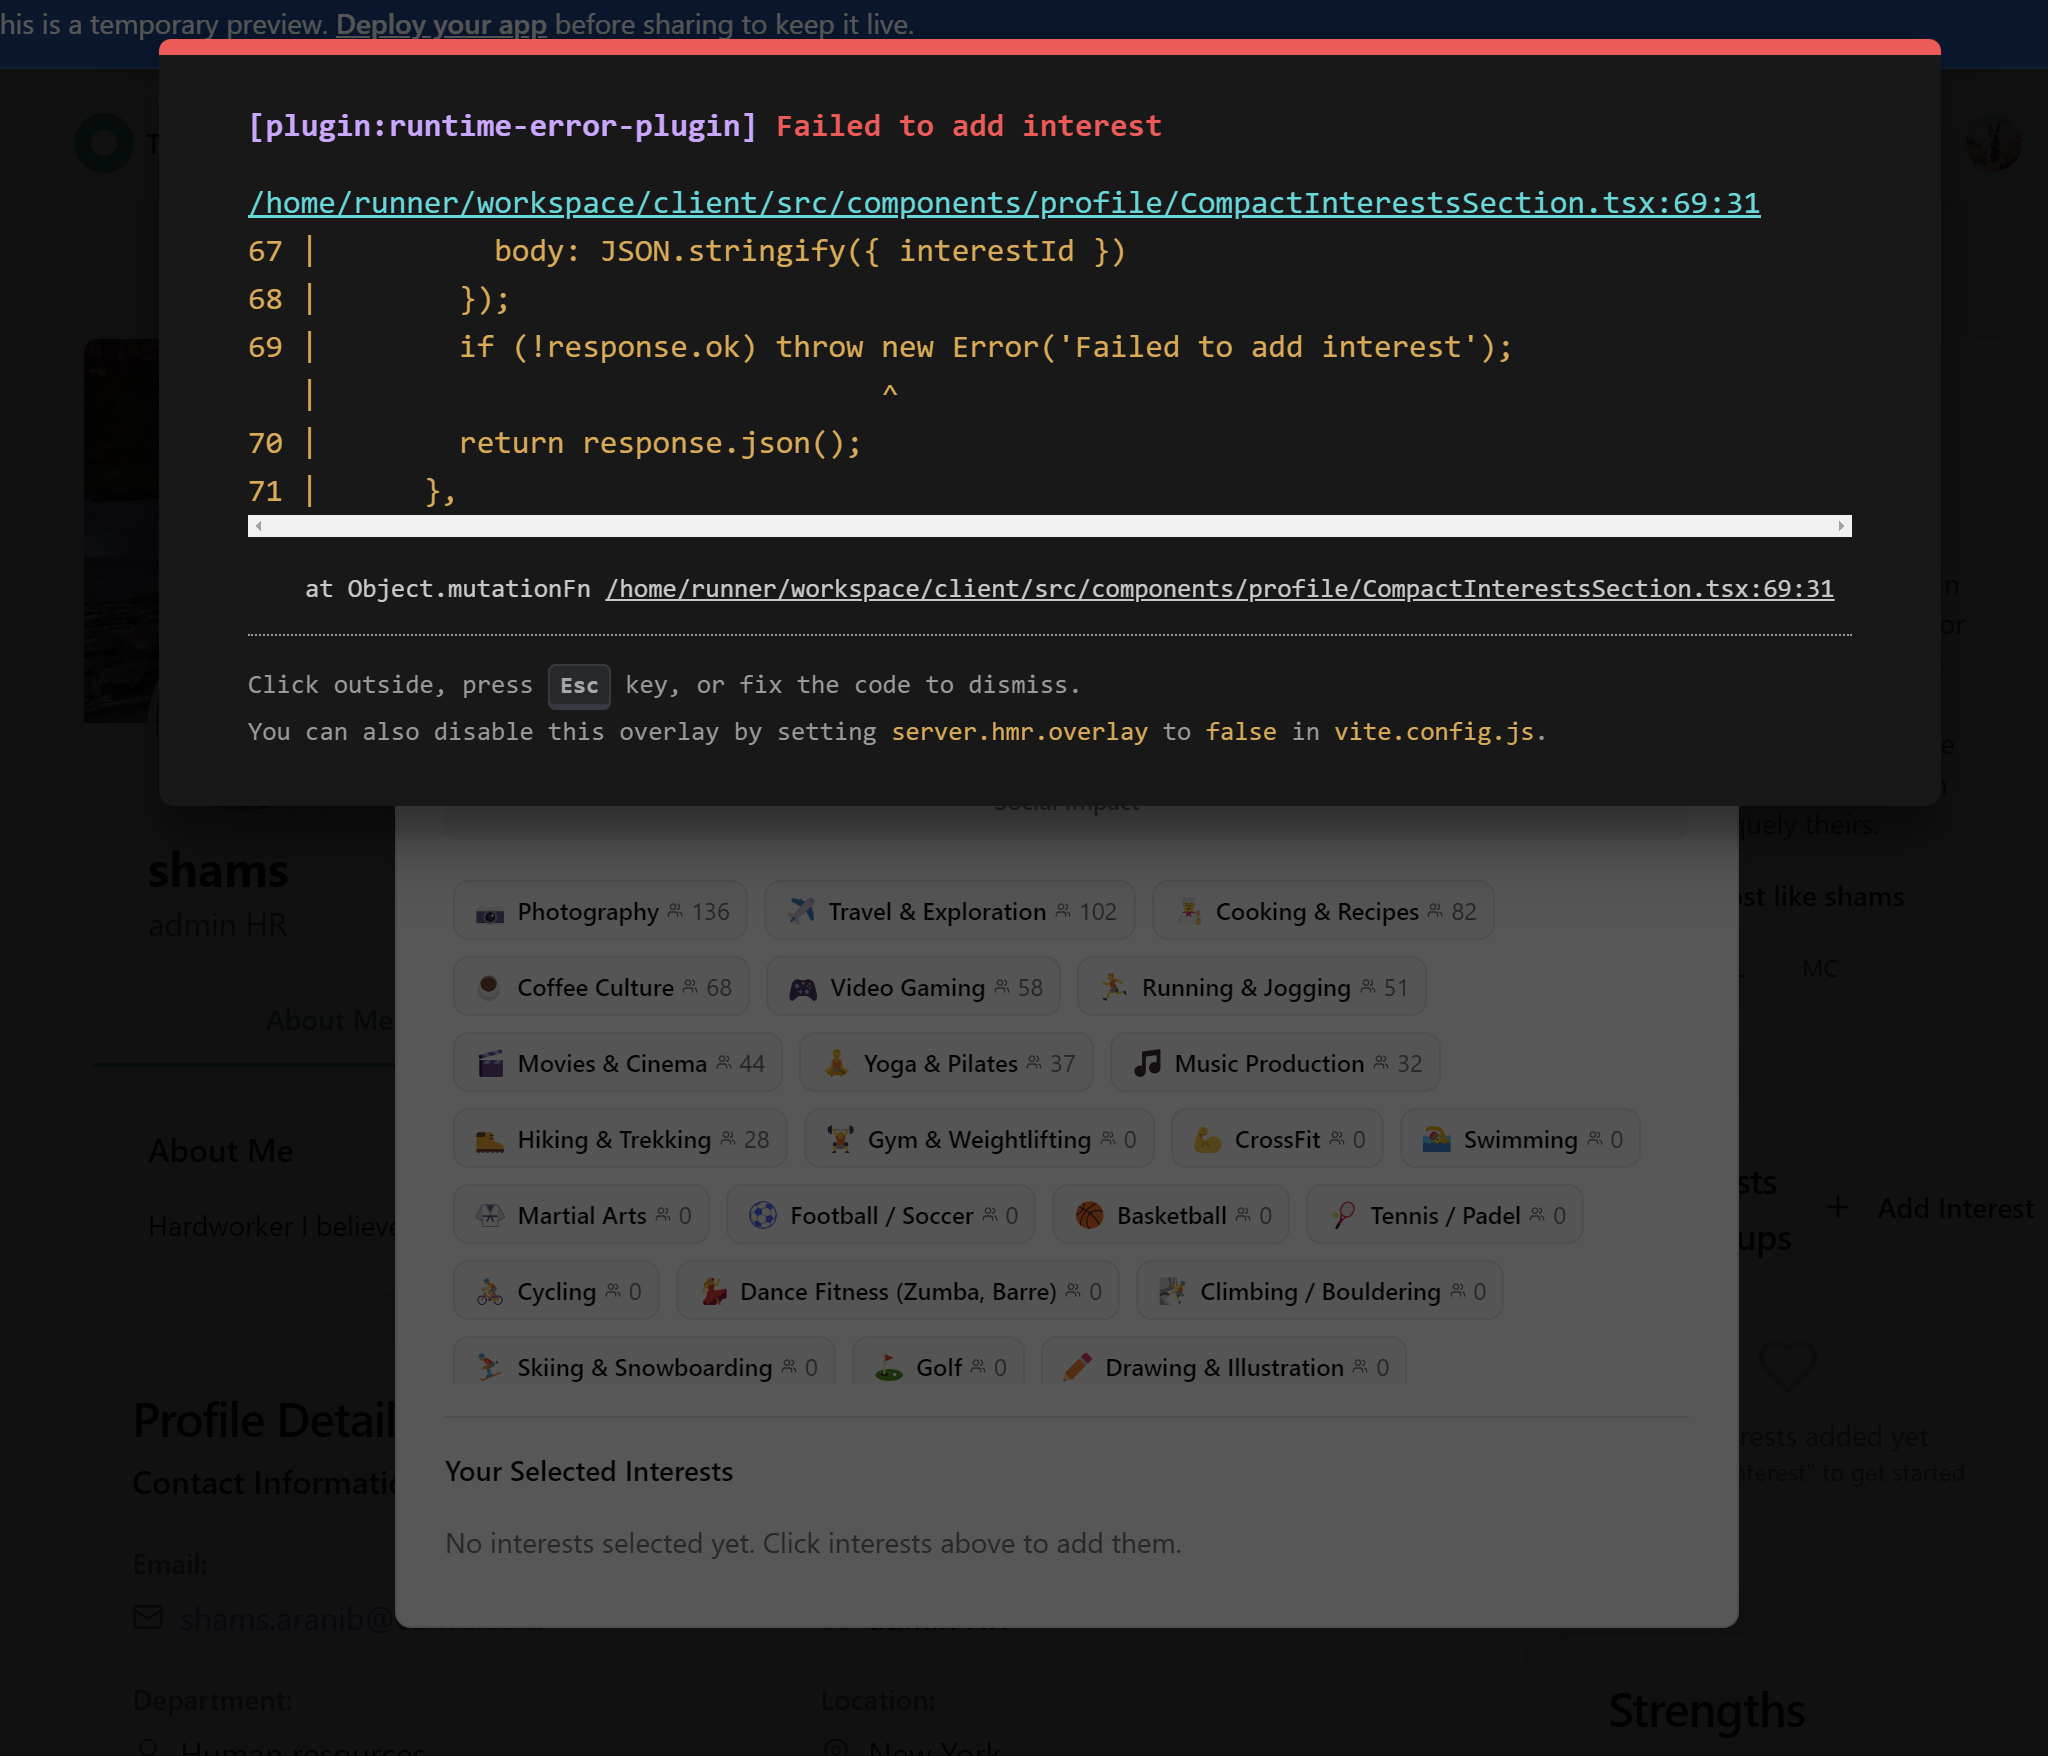 his is a temporary preview. Deploy your app before sharing to keep it live.
[plugin:runtime-error-plugin] Failed to add interest
/home/runner/workspace/client/src/components/profile/CompactInterestsSection.tsx:69:31
67 | body: JSON.stringify({ interestId })
68 | });
69 | if (!response.ok) throw new Error('Failed to add interest');
| ^
70 | return response.json();
71 | },
at Object.mutationFn /home/runner/workspace/client/src/components/profile/CompactInterestsSection.tsx:69:31
Click outside, press Esc key, or fix the code to dismiss.
You can also disable this overlay by setting server.hmr.overlay to false in vite.config.js.
Social Impact
quely theirs.
shams
admin HR
About Me
Photography 136 Travel & Exploration 102 Cooking & Recipes 82
st like shams
Coffee Culture 68 Video Gaming 58 Running & Jogging 51
MC
Movies & Cinema 44 Yoga & Pilates 37 Music Production 32
Hiking & Trekking 28 Gym & Weightlifting 0 CrossFit 0 Swimming 0
Martial Arts 0 Football / Soccer 0 Basketball 0 Tennis / Padel 0
Cycling 0 Dance Fitness (Zumba, Barre) 0 Climbing / Bouldering 0
Skiing & Snowboarding 0 Golf 0 Drawing & Illustration 0
About Me
Hardworker I believe
sts
ups
+ Add Interest
rests added yet
nterest" to get started
Your Selected Interests
No interests selected yet. Click interests above to add them.
Profile Detail
Contact Informatio
Email:
shams.aranib@
Department:
Human resources
Location:
New York
Strengths